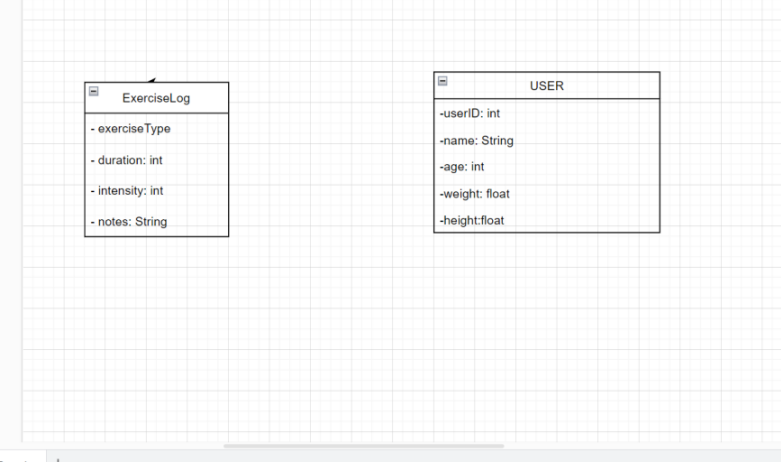 ExerciseLog
- exerciseType
- duration: int
- intensity: int
- notes: String
USER
-userID: int
-name: String
-age: int
-weight: float
-height:float